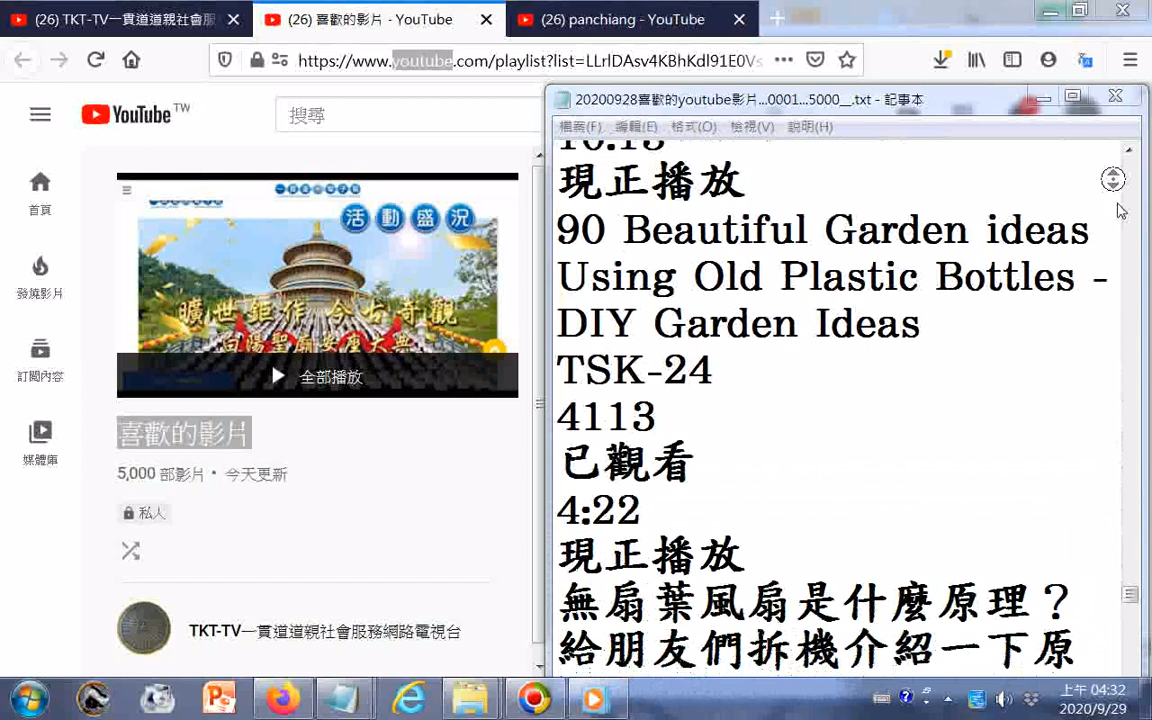 (26) TKT-TV一貫道道親社會服
(26) 喜歡的影片 - YouTube
(26) panchiang - YouTube
https://www.youtube.com/playlist?list=LLrlDAsv4KBhKdl91E0Vs
YouTube TW
搜尋
首頁
發燒影片
訂閱內容
媒體庫
活動盛況
曠世鉅作 今古奇觀
全部播放
喜歡的影片
5,000 部影片 • 今天更新
私人
TKT-TV一貫道道親社會服務網路電視台
20200928喜歡的youtube影片...0001...5000__.txt - 記事本
檔案(F) 編輯(E) 格式(O) 檢視(V) 說明(H)
現正播放
90 Beautiful Garden ideas
Using Old Plastic Bottles -
DIY Garden Ideas
TSK-24
4113
已觀看
4:22
現正播放
無扇葉風扇是什麼原理？
給朋友們拆機介紹一下原
上午 04:32
2020/9/29